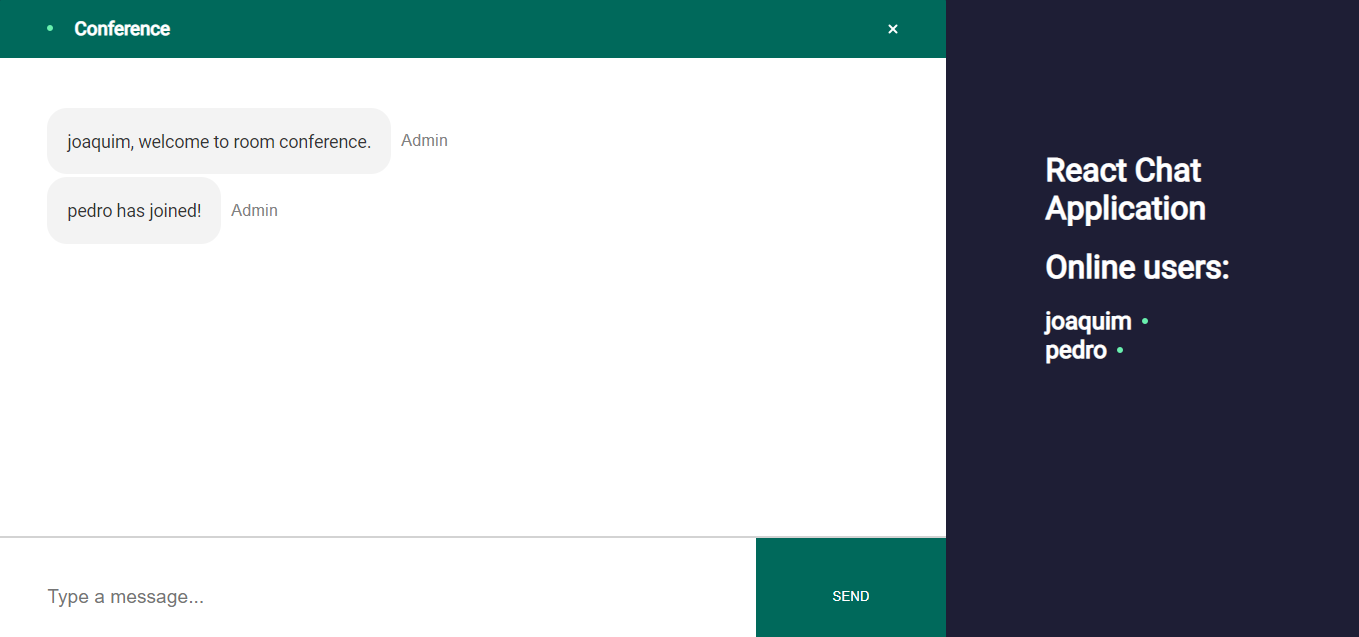 Conference
×
joaquim, welcome to room conference.
Admin
pedro has joined!
Admin
Type a message...
SEND
React Chat
Application
Online users:
joaquim
pedro